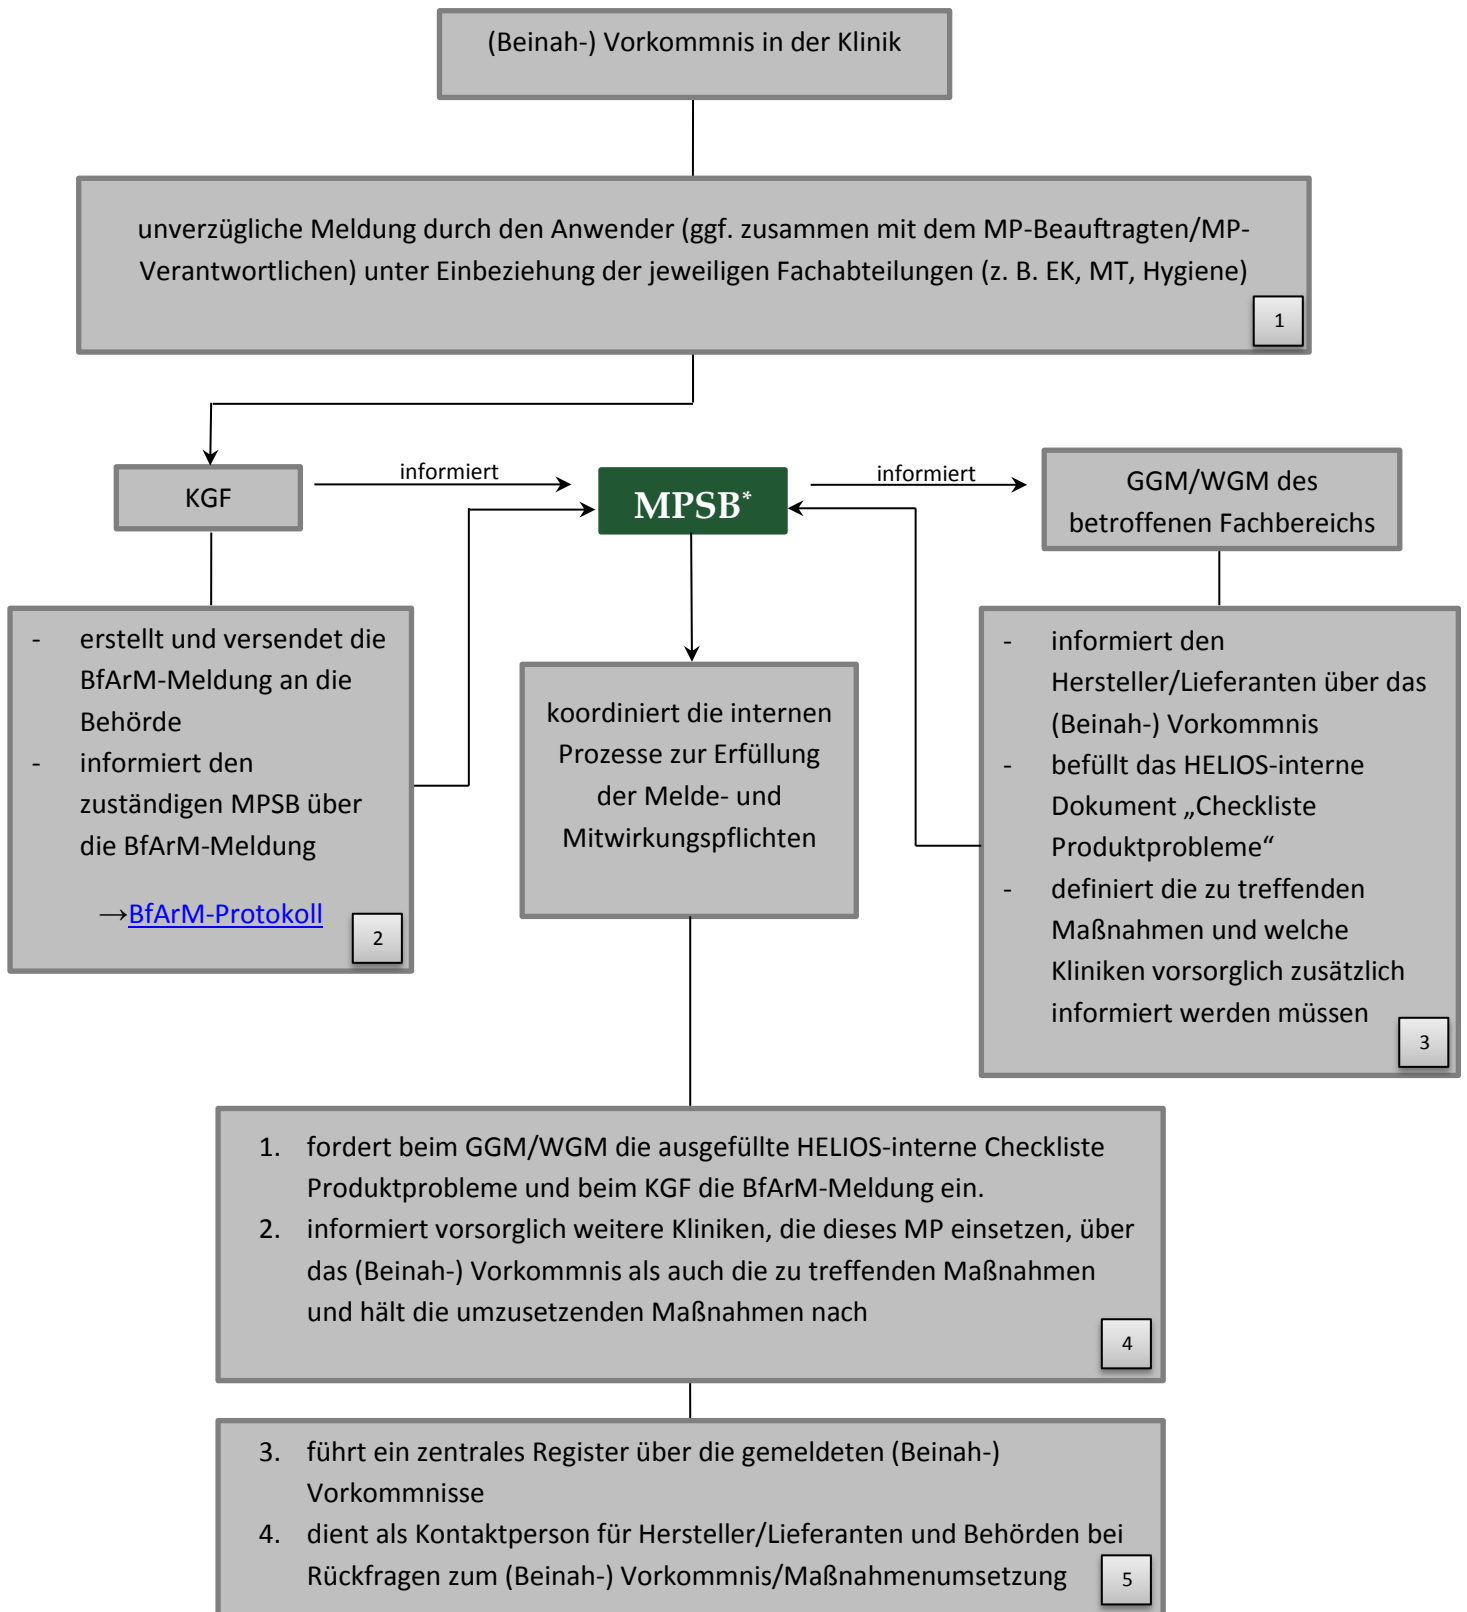 (Beinah-) Vorkommnis in der Klinik
unverzügliche Meldung durch den Anwender (ggf. zusammen mit dem MP-Beauftragten/MP-
Verantwortlichen) unter Einbeziehung der jeweiligen Fachabteilungen (z. B. EK, MT, Hygiene)
1
KGF
informiert
MPSB*
informiert
GGM/WGM des
betroffenen Fachbereichs
- erstellt und versendet die
BfArM-Meldung an die
Behörde
- informiert den
zuständigen MPSB über
die BfArM-Meldung
→BfArM-Protokoll
2
koordiniert die internen
Prozesse zur Erfüllung
der Melde- und
Mitwirkungspflichten
- informiert den
Hersteller/Lieferanten über das
(Beinah-) Vorkommnis
- befüllt das HELIOS-interne
Dokument „Checkliste
Produktprobleme“
- definiert die zu treffenden
Maßnahmen und welche
Kliniken vorsorglich zusätzlich
informiert werden müssen
3
1. fordert beim GGM/WGM die ausgefüllte HELIOS-interne Checkliste
Produktprobleme und beim KGF die BfArM-Meldung ein.
2. informiert vorsorglich weitere Kliniken, die dieses MP einsetzen, über
das (Beinah-) Vorkommnis als auch die zu treffenden Maßnahmen
und hält die umzusetzenden Maßnahmen nach
4
3. führt ein zentrales Register über die gemeldeten (Beinah-)
Vorkommnisse
4. dient als Kontaktperson für Hersteller/Lieferanten und Behörden bei
Rückfragen zum (Beinah-) Vorkommnis/Maßnahmenumsetzung
5